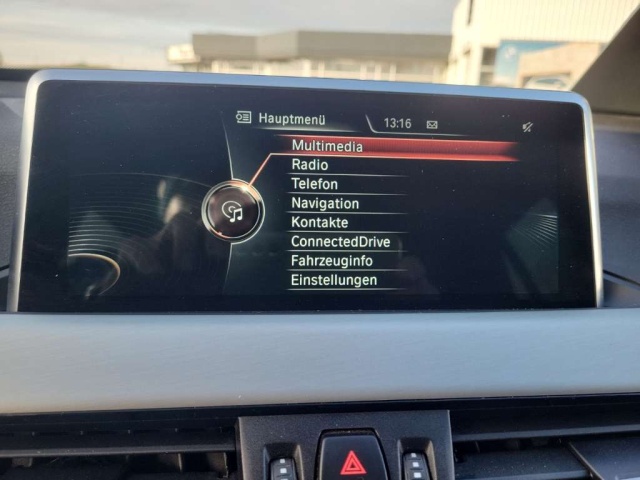 Hauptmenü 13:16
Multimedia
Radio
Telefon
Navigation
Kontakte
ConnectedDrive
Fahrzeuginfo
Einstellungen